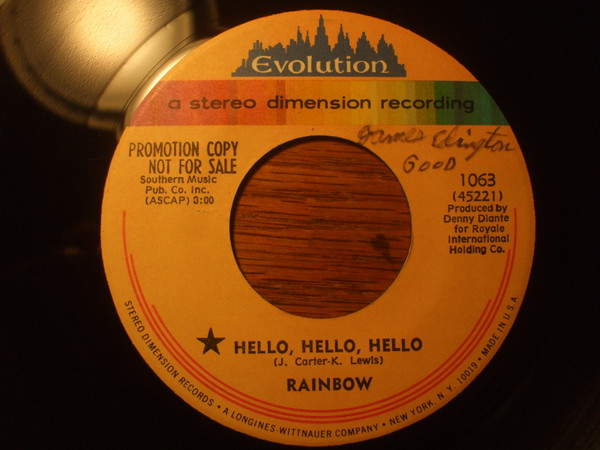 Evolution
a stereo dimension recording
PROMOTION COPY
NOT FOR SALE
Southern Music
Pub. Co. Inc.
(ASCAP) 3:00
James
GOOD
1063
(45221)
Produced by
Denny Diante
for Royale
International
Holding Co.
★ HELLO, HELLO, HELLO
(J. Carter-K. Lewis)
RAINBOW
STEREO DIMENSION RECORDS • A LONGINES-WITTNAUER COMPANY • NEW YORK, N.Y. 10019 • MADE IN U.S.A.